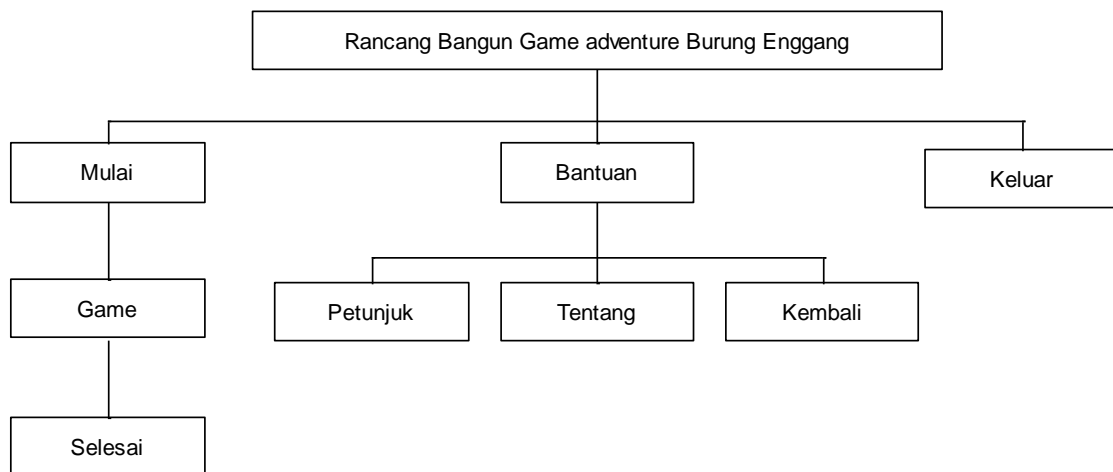 Rancang Bangun Game adventure Burung Enggang
Mulai
Bantuan
Keluar
Game
Petunjuk
Tentang
Kembali
Selesai